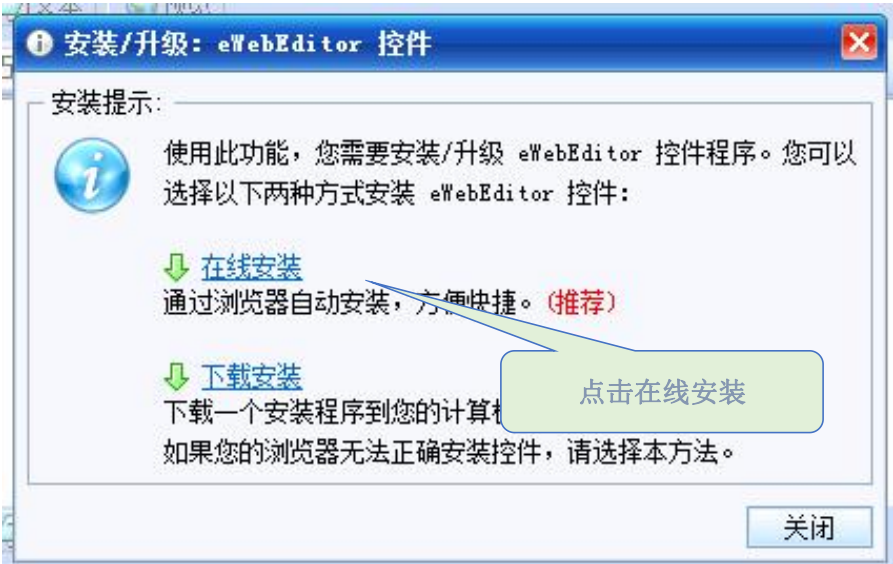 安装/升级：eWebEditor 控件
安装提示：
使用此功能，您需要安装/升级 eWebEditor 控件程序。您可以
选择以下两种方式安装 eWebEditor 控件：
在线安装
通过浏览器自动安装，方便快捷。（推荐）
下载安装
点击在线安装
下载一个安装程序到您的计算机
如果您的浏览器无法正确安装控件，请选择本方法。
关闭